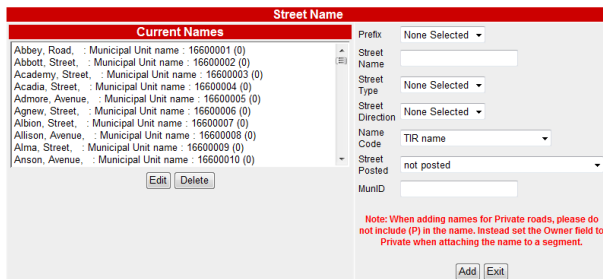 Street Name
Current Names
Abbey, Road, : Municipal Unit name : 16600001 (0)
Abbott, Street, : Municipal Unit name : 16600002 (0)
Academy, Street, : Municipal Unit name : 16600003 (0)
Acadia, Street, : Municipal Unit name : 16600004 (0)
Admore, Avenue, : Municipal Unit name : 16600005 (0)
Agnew, Street, : Municipal Unit name : 16600006 (0)
Albion, Street, : Municipal Unit name : 16600007 (0)
Allison, Avenue, : Municipal Unit name : 16600008 (0)
Alma, Street, : Municipal Unit name : 16600009 (0)
Anson, Avenue, : Municipal Unit name : 16600010 (0)
Edit Delete
Prefix None Selected
Street Name
Street Type None Selected
Street Direction None Selected
Name Code TIR name
Street Posted not posted
MunID
Note: When adding names for Private roads, please do
not include (P) in the name. Instead set the Owner field to
Private when attaching the name to a segment.
Add Exit